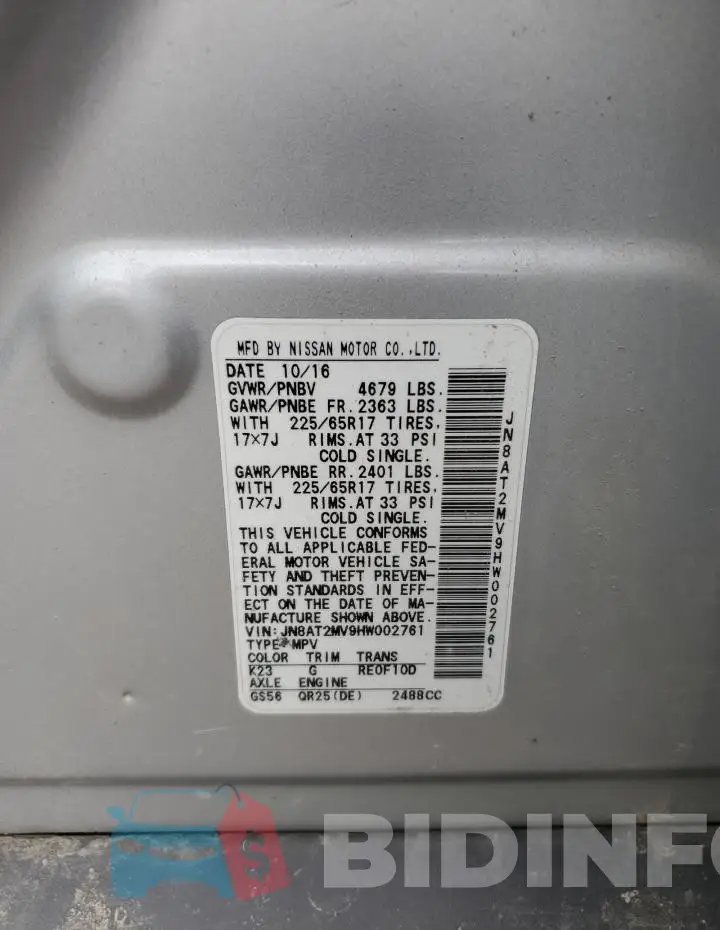 MFD BY NISSAN MOTOR CO.,LTD.
DATE 10/16
GVWR/PNBV 4679 LBS.
GAWR/PNBE FR. 2363 LBS.
WITH 225/65R17 TIRES,
17×7J RIMS.AT 33 PSI
COLD SINGLE.
GAWR/PNBE RR. 2401 LBS.
WITH 225/65R17 TIRES,
17×7J RIMS.AT 33 PSI
COLD SINGLE.
THIS VEHICLE CONFORMS
TO ALL APPLICABLE FED-
ERAL MOTOR VEHICLE SA-
FETY AND THEFT PREVEN-
TION STANDARDS IN EFF-
ECT ON THE DATE OF MA-
NUFACTURE SHOWN ABOVE.
VIN: JN8AT2MV9HW002761
TYPE: MPV
COLOR TRIM TRANS
K23 G RE0F10D
AXLE ENGINE
GS56 QR25(DE) 2488CC
JN8AT2MV9HW002761
$ BIDINFO